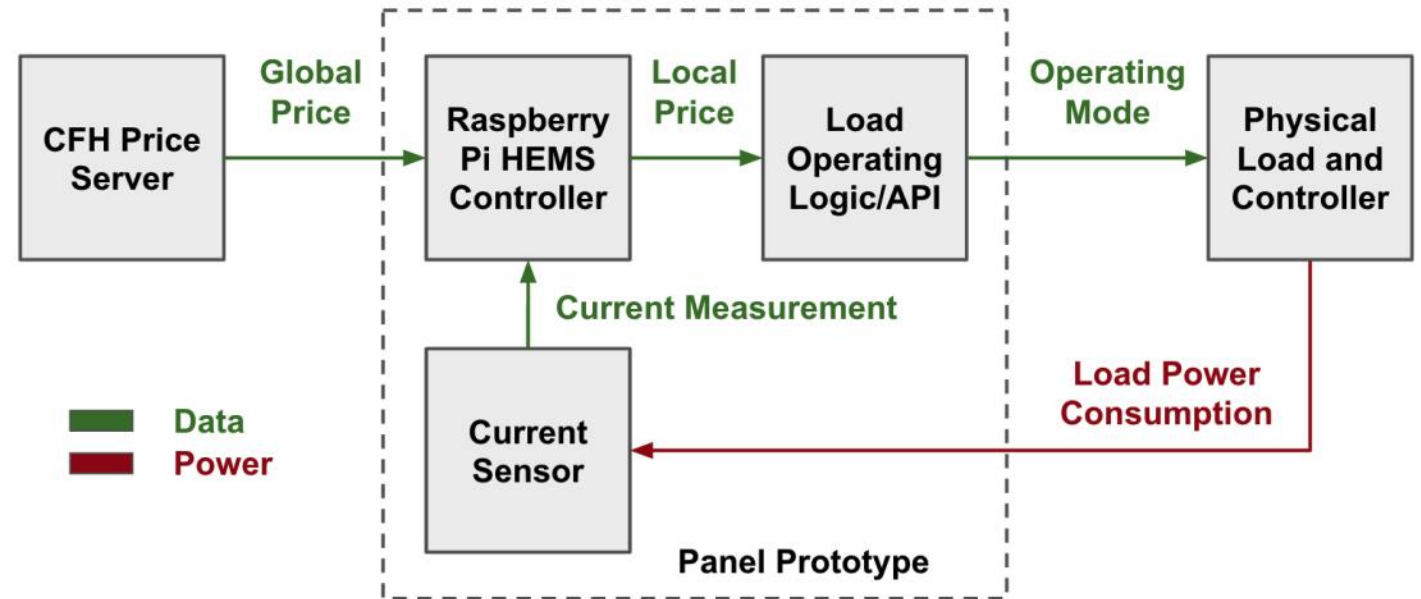 CFH Price
Server
Global
Price
Raspberry
Pi HEMS
Controller
Local
Price
Load
Operating
Logic/API
Operating
Mode
Physical
Load and
Controller
Current Measurement
Current
Sensor
Load Power
Consumption
Data
Power
Panel Prototype